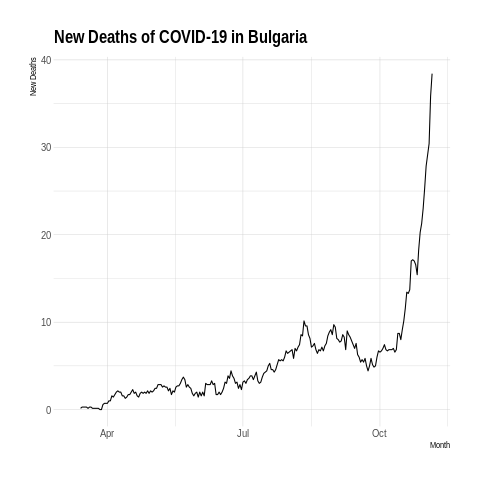 New Deaths of COVID-19 in Bulgaria
New Deaths
40
30
20
10
0
Apr
Jul
Oct
Month